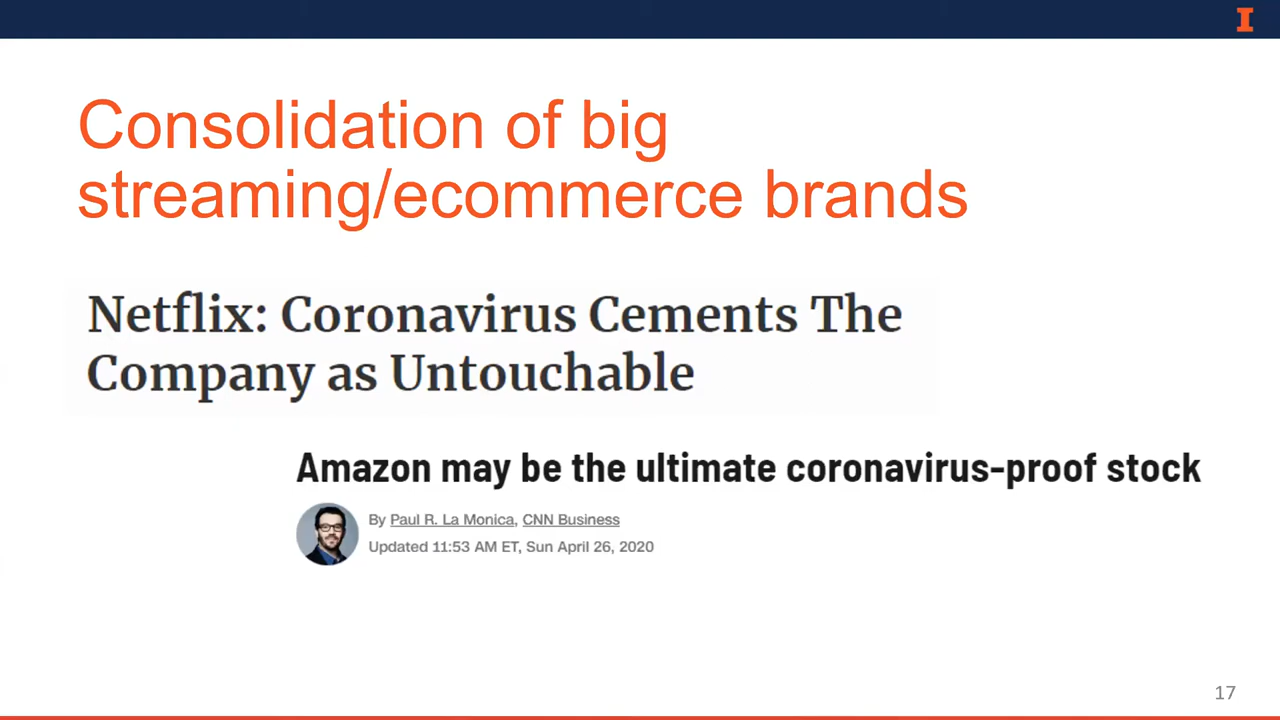 I
Consolidation of big
streaming/ecommerce brands
Netflix: Coronavirus Cements The
Company as Untouchable
Amazon may be the ultimate coronavirus-proof stock
By Paul R. La Monica, CNN Business
Updated 11:53 AM ET, Sun April 26, 2020
17